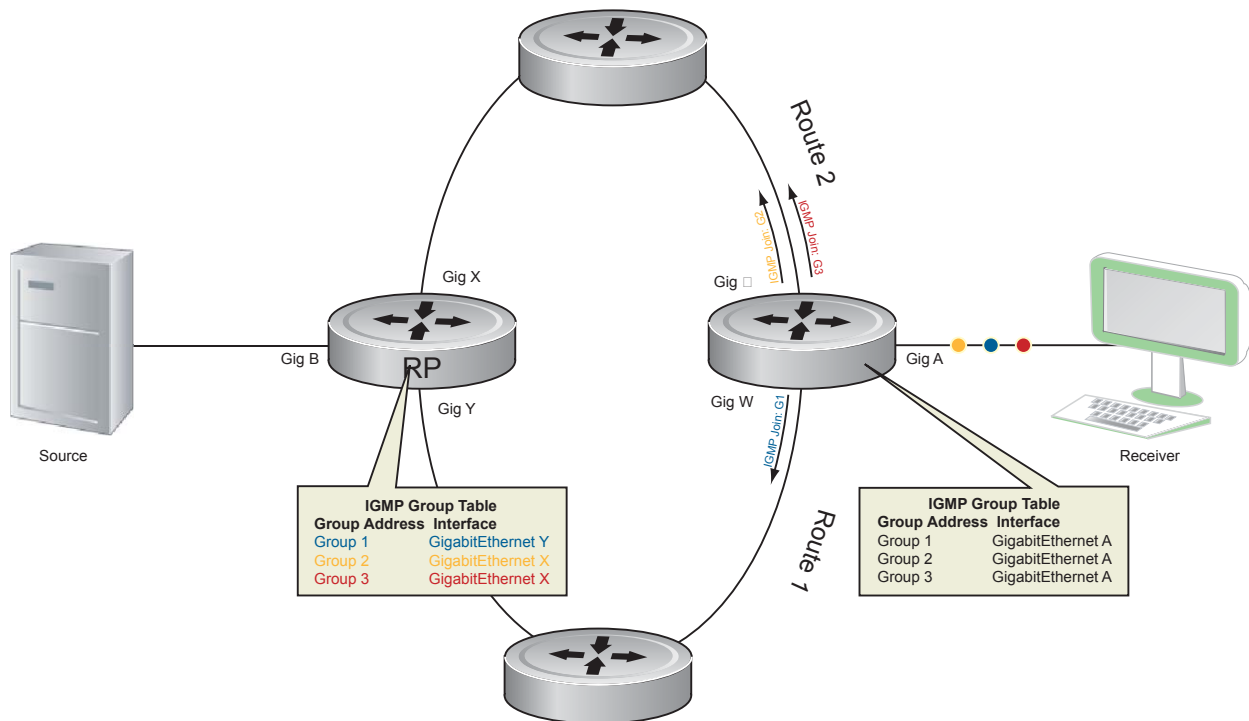 Route 2
IGMP Join: G2
IGMP Join: G3
Gig X
Gig □
Gig B
RP
Gig A
Gig Y
Gig W
IGMP Join: G1
Source
Receiver
IGMP Group Table
Group Address Interface
Group 1 GigabitEthernet Y
Group 2 GigabitEthernet X
Group 3 GigabitEthernet X
IGMP Group Table
Group Address Interface
Group 1 GigabitEthernet A
Group 2 GigabitEthernet A
Group 3 GigabitEthernet A
Route 1